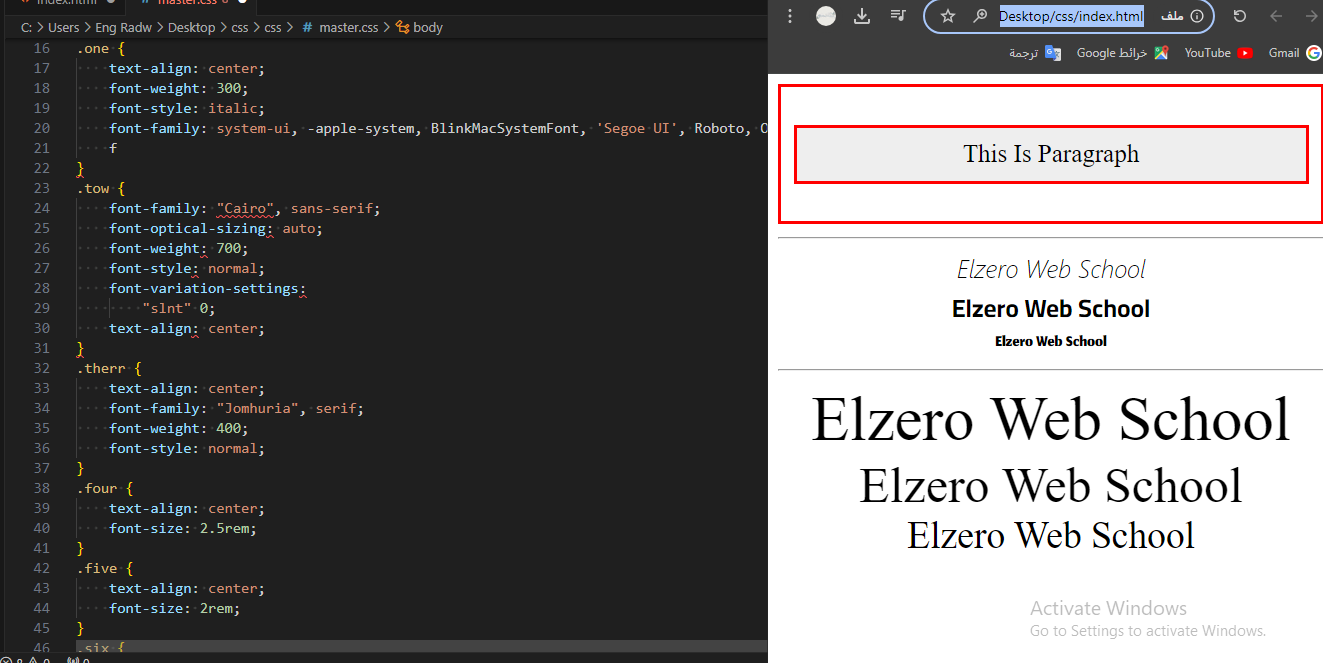 index.html
# master.css 8
C: > Users > Eng Radw > Desktop > css > css > # master.css > body
16 .one {
17 text-align: center;
18 font-weight: 300;
19 font-style: italic;
20 font-family: system-ui, -apple-system, BlinkMacSystemFont, 'Segoe UI', Roboto, O
21 f
22 }
23 .tow {
24 font-family: "Cairo", sans-serif;
25 font-optical-sizing: auto;
26 font-weight: 700;
27 font-style: normal;
28 font-variation-settings:
29 "slnt" 0;
30 text-align: center;
31 }
32 .therr {
33 text-align: center;
34 font-family: "Jomhuria", serif;
35 font-weight: 400;
36 font-style: normal;
37 }
38 .four {
39 text-align: center;
40 font-size: 2.5rem;
41 }
42 .five {
43 text-align: center;
44 font-size: 2rem;
45 }
46 .six {
8 0 0
Desktop/css/index.html ملف
ترجمة
خرائط Google
YouTube
Gmail
This Is Paragraph
Elzero Web School
Elzero Web School
Elzero Web School
Elzero Web School
Elzero Web School
Elzero Web School
Activate Windows
Go to Settings to activate Windows.